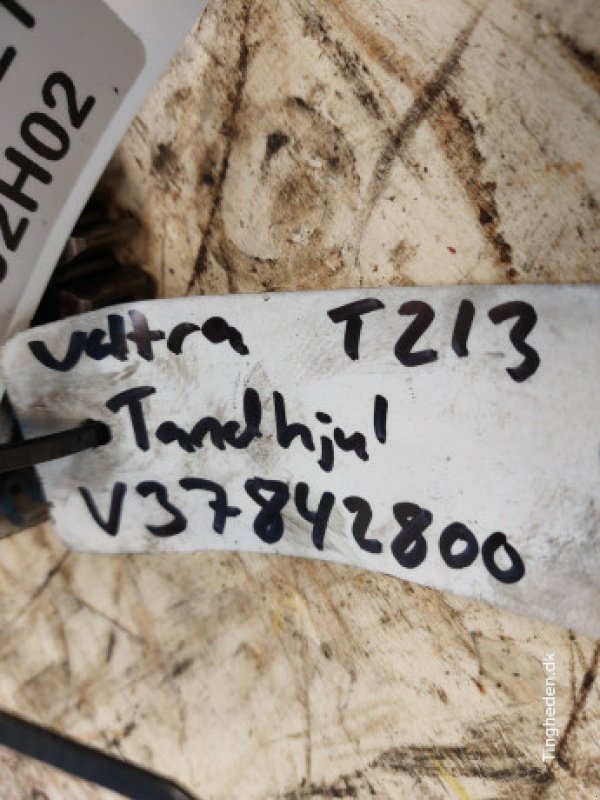 2H02
Valtra T213
Tandhjul
V37842800
Tingheden.dk